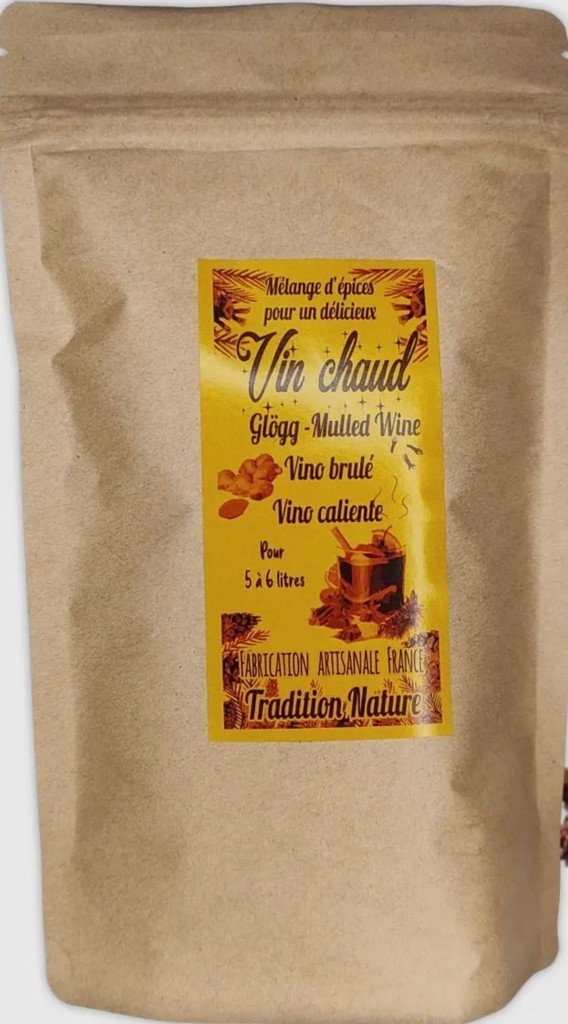 Mélange d'épices
pour un délicieux
Vin chaud
Glögg - Mulled Wine
Vino brulé
Vino caliente
Pour
5 à 6 litres
FABRICATION ARTISANALE FRANCE
Tradition Nature